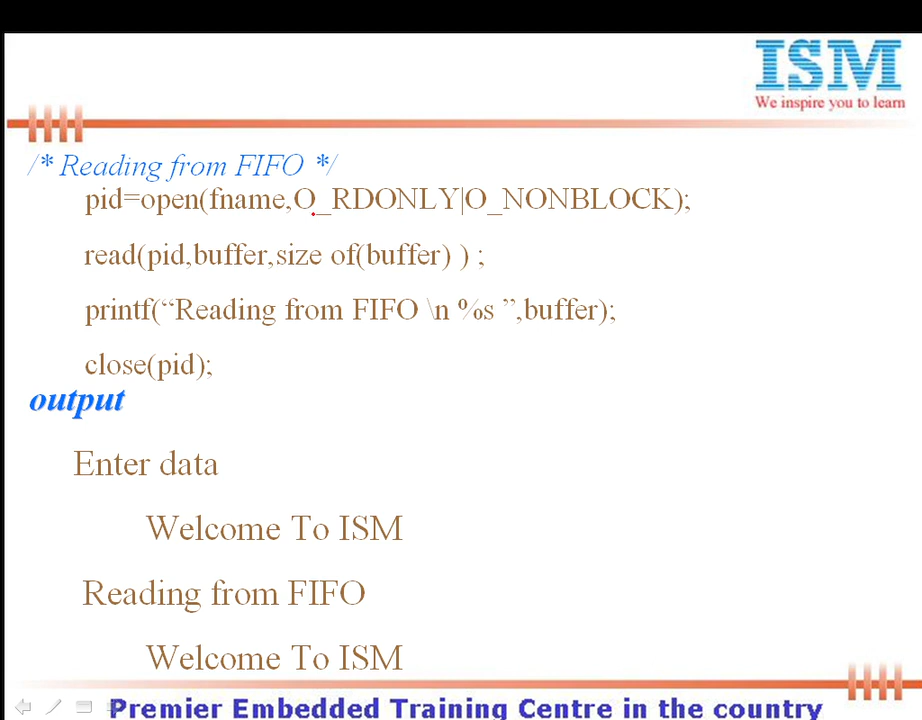 ISM
We inspire you to learn
/* Reading from FIFO */
pid=open(fname,O_RDONLY|O_NONBLOCK);
read(pid,buffer,size of(buffer) ) ;
printf(“Reading from FIFO \n %s ”,buffer);
close(pid);
output
Enter data
Welcome To ISM
Reading from FIFO
Welcome To ISM
Premier Embedded Training Centre in the country